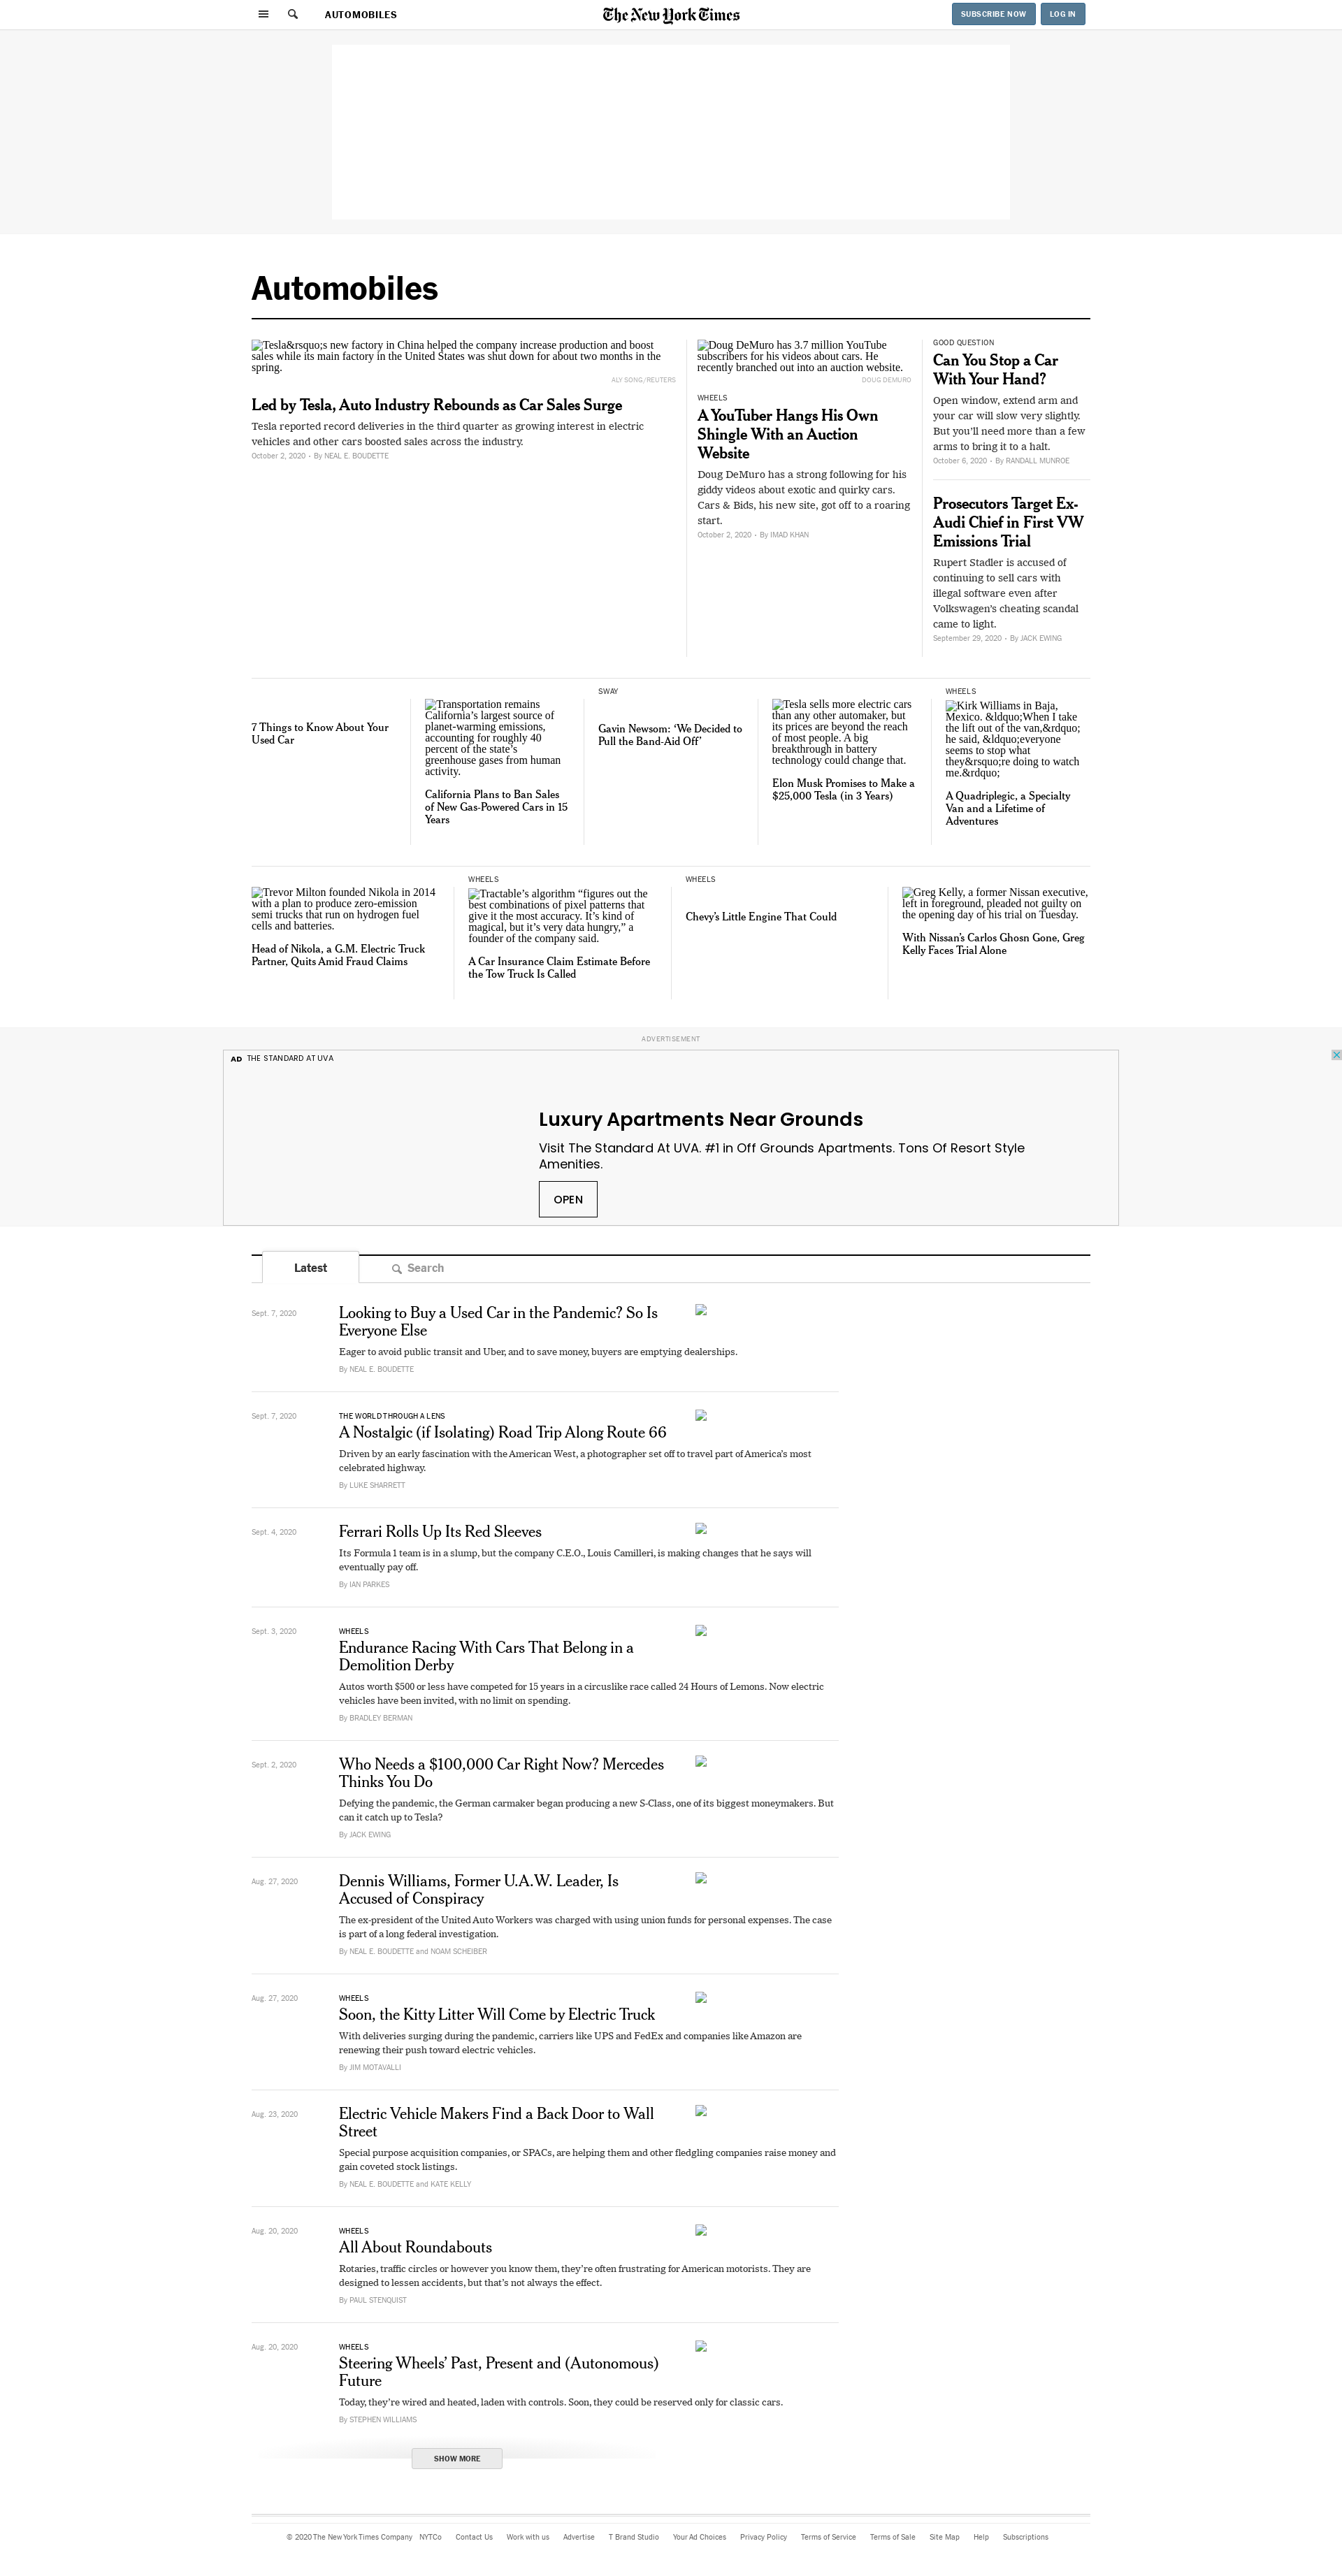 AUTOMOBILES
The New York Times
SUBSCRIBE NOW
LOG IN
Automobiles
Tesla&rsquo;s new factory in China helped the company increase production and boost
sales while its main factory in the United States was shut down for about two months in the
spring.
ALY SONG/REUTERS
Led by Tesla, Auto Industry Rebounds as Car Sales Surge
Tesla reported record deliveries in the third quarter as growing interest in electric
vehicles and other cars boosted sales across the industry.
October 2, 2020 • By NEAL E. BOUDETTE
Doug DeMuro has 3.7 million YouTube
subscribers for his videos about cars. He
recently branched out into an auction website.
DOUG DEMURO
WHEELS
A YouTuber Hangs His Own
Shingle With an Auction
Website
Doug DeMuro has a strong following for his
giddy videos about exotic and quirky cars.
Cars & Bids, his new site, got off to a roaring
start.
October 2, 2020 • By IMAD KHAN
GOOD QUESTION
Can You Stop a Car
With Your Hand?
Open window, extend arm and
your car will slow very slightly.
But you’ll need more than a few
arms to bring it to a halt.
October 6, 2020 • By RANDALL MUNROE
Prosecutors Target Ex-
Audi Chief in First VW
Emissions Trial
Rupert Stadler is accused of
continuing to sell cars with
illegal software even after
Volkswagen’s cheating scandal
came to light.
September 29, 2020 • By JACK EWING
7 Things to Know About Your
Used Car
Transportation remains
California’s largest source of
planet-warming emissions,
accounting for roughly 40
percent of the state’s
greenhouse gases from human
activity.
California Plans to Ban Sales
of New Gas-Powered Cars in 15
Years
SWAY
Gavin Newsom: ‘We Decided to
Pull the Band-Aid Off’
Tesla sells more electric cars
than any other automaker, but
its prices are beyond the reach
of most people. A big
breakthrough in battery
technology could change that.
Elon Musk Promises to Make a
$25,000 Tesla (in 3 Years)
WHEELS
Kirk Williams in Baja,
Mexico. &ldquo;When I take
the lift out of the van,&rdquo;
he said, &ldquo;everyone
seems to stop what
they&rsquo;re doing to watch
me.&rdquo;
A Quadriplegic, a Specialty
Van and a Lifetime of
Adventures
Trevor Milton founded Nikola in 2014
with a plan to produce zero-emission
semi trucks that run on hydrogen fuel
cells and batteries.
Head of Nikola, a G.M. Electric Truck
Partner, Quits Amid Fraud Claims
WHEELS
Tractable’s algorithm “figures out the
best combinations of pixel patterns that
give it the most accuracy. It’s kind of
magical, but it’s very data hungry,” a
founder of the company said.
A Car Insurance Claim Estimate Before
the Tow Truck Is Called
WHEELS
Chevy’s Little Engine That Could
Greg Kelly, a former Nissan executive,
left in foreground, pleaded not guilty on
the opening day of his trial on Tuesday.
With Nissan’s Carlos Ghosn Gone, Greg
Kelly Faces Trial Alone
ADVERTISEMENT
AD THE STANDARD AT UVA
Luxury Apartments Near Grounds
Visit The Standard At UVA. #1 in Off Grounds Apartments. Tons Of Resort Style
Amenities.
OPEN
Latest
Search
Sept. 7, 2020
Looking to Buy a Used Car in the Pandemic? So Is
Everyone Else
Eager to avoid public transit and Uber, and to save money, buyers are emptying dealerships.
By NEAL E. BOUDETTE
Sept. 7, 2020
THE WORLD THROUGH A LENS
A Nostalgic (if Isolating) Road Trip Along Route 66
Driven by an early fascination with the American West, a photographer set off to travel part of America’s most
celebrated highway.
By LUKE SHARRETT
Sept. 4, 2020
Ferrari Rolls Up Its Red Sleeves
Its Formula 1 team is in a slump, but the company C.E.O., Louis Camilleri, is making changes that he says will
eventually pay off.
By IAN PARKES
Sept. 3, 2020
WHEELS
Endurance Racing With Cars That Belong in a
Demolition Derby
Autos worth $500 or less have competed for 15 years in a circuslike race called 24 Hours of Lemons. Now electric
vehicles have been invited, with no limit on spending.
By BRADLEY BERMAN
Sept. 2, 2020
Who Needs a $100,000 Car Right Now? Mercedes
Thinks You Do
Defying the pandemic, the German carmaker began producing a new S-Class, one of its biggest moneymakers. But
can it catch up to Tesla?
By JACK EWING
Aug. 27, 2020
Dennis Williams, Former U.A.W. Leader, Is
Accused of Conspiracy
The ex-president of the United Auto Workers was charged with using union funds for personal expenses. The case
is part of a long federal investigation.
By NEAL E. BOUDETTE and NOAM SCHEIBER
Aug. 27, 2020
WHEELS
Soon, the Kitty Litter Will Come by Electric Truck
With deliveries surging during the pandemic, carriers like UPS and FedEx and companies like Amazon are
renewing their push toward electric vehicles.
By JIM MOTAVALLI
Aug. 23, 2020
Electric Vehicle Makers Find a Back Door to Wall
Street
Special purpose acquisition companies, or SPACs, are helping them and other fledgling companies raise money and
gain coveted stock listings.
By NEAL E. BOUDETTE and KATE KELLY
Aug. 20, 2020
WHEELS
All About Roundabouts
Rotaries, traffic circles or however you know them, they’re often frustrating for American motorists. They are
designed to lessen accidents, but that’s not always the effect.
By PAUL STENQUIST
Aug. 20, 2020
WHEELS
Steering Wheels’ Past, Present and (Autonomous)
Future
Today, they’re wired and heated, laden with controls. Soon, they could be reserved only for classic cars.
By STEPHEN WILLIAMS
SHOW MORE
© 2020 The New York Times Company NYTCo Contact Us Work with us Advertise T Brand Studio Your Ad Choices Privacy Policy Terms of Service Terms of Sale Site Map Help Subscriptions